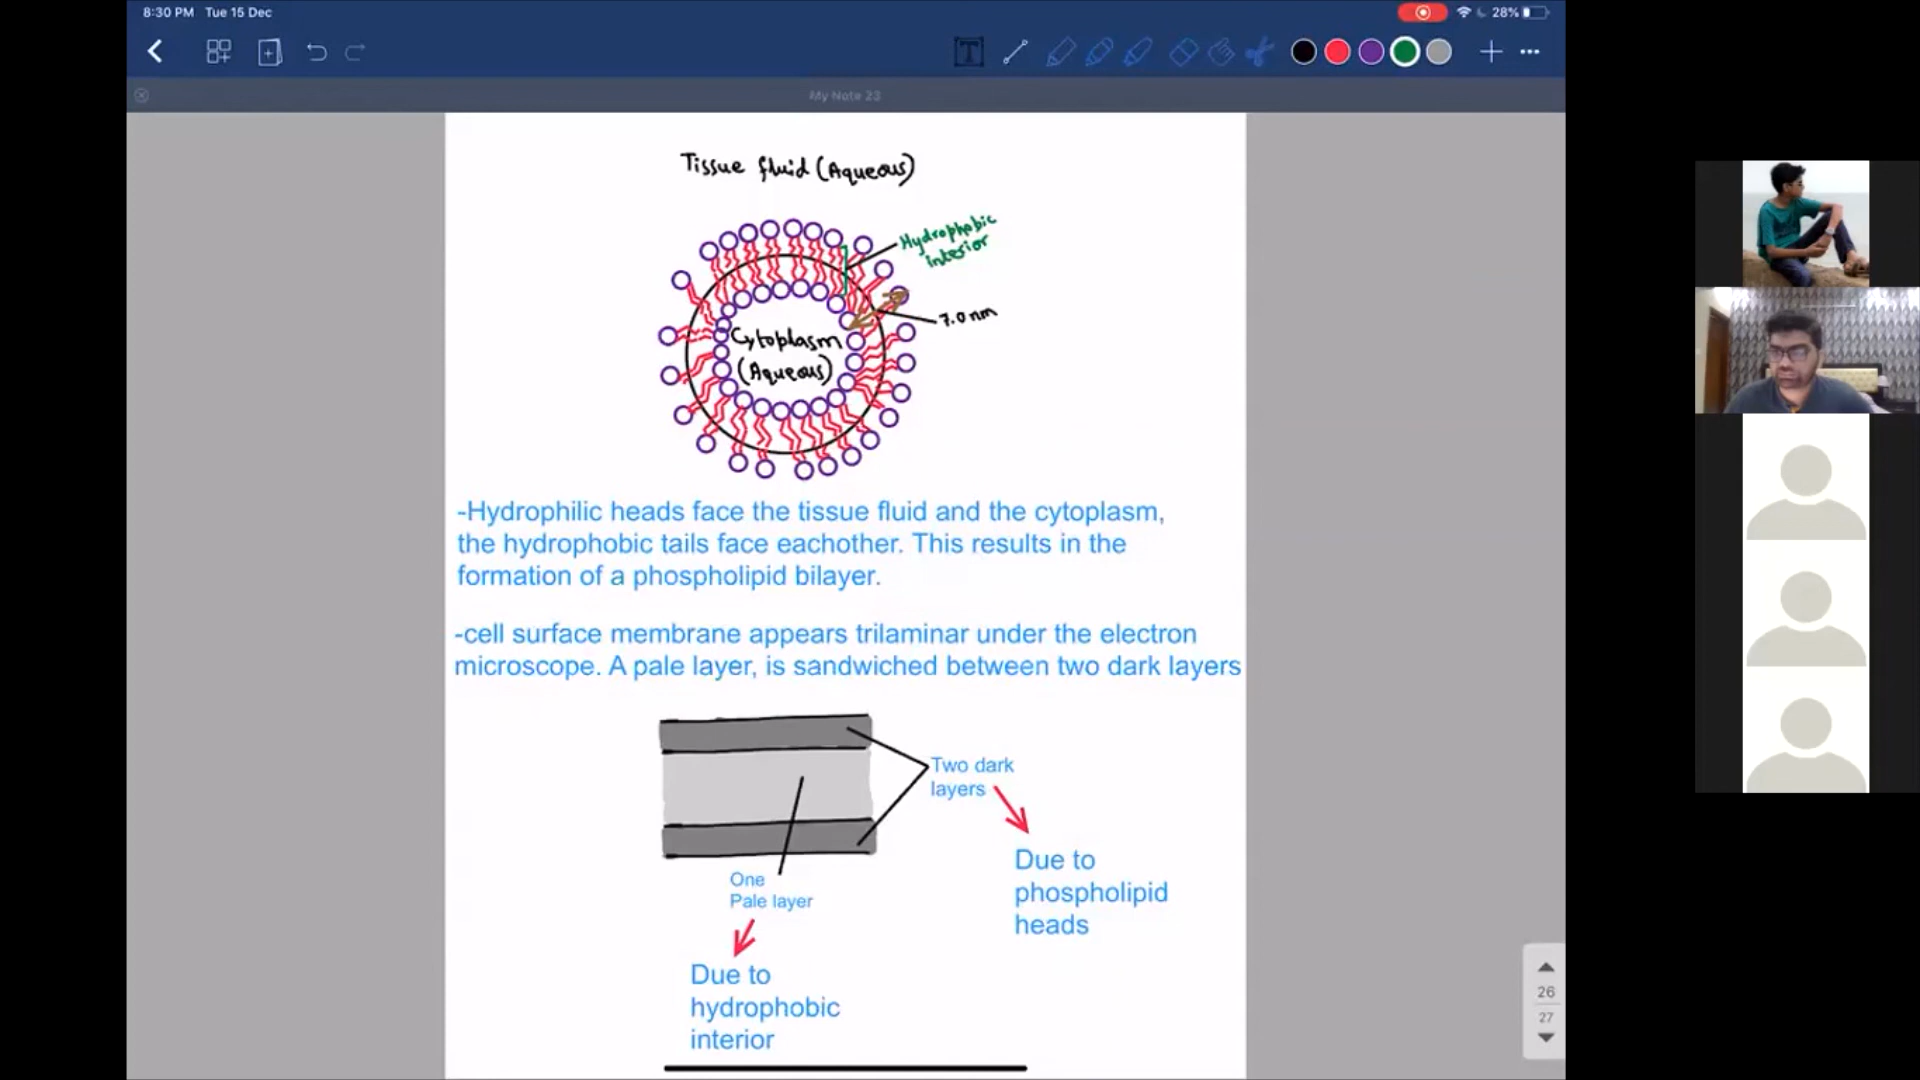 8:30 PM Tue 15 Dec
28%
T
My Note 23
Tissue fluid (Aqueous)
Hydrophobic
interior
7.0 nm
Cytoplasm
(Aqueous)
-Hydrophilic heads face the tissue fluid and the cytoplasm,
the hydrophobic tails face eachother. This results in the
formation of a phospholipid bilayer.
-cell surface membrane appears trilaminar under the electron
microscope. A pale layer, is sandwiched between two dark layers
Two dark
layers
Due to
phospholipid
heads
One
Pale layer
Due to
hydrophobic
interior
26
27